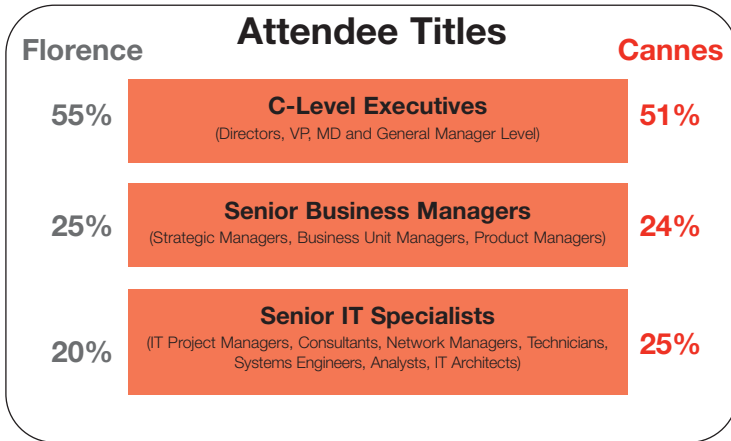 Attendee Titles
Florence
Cannes
55%
C-Level Executives
(Directors, VP, MD and General Manager Level)
51%
25%
Senior Business Managers
(Strategic Managers, Business Unit Managers, Product Managers)
24%
20%
Senior IT Specialists
(IT Project Managers, Consultants, Network Managers, Technicians,
Systems Engineers, Analysts, IT Architects)
25%